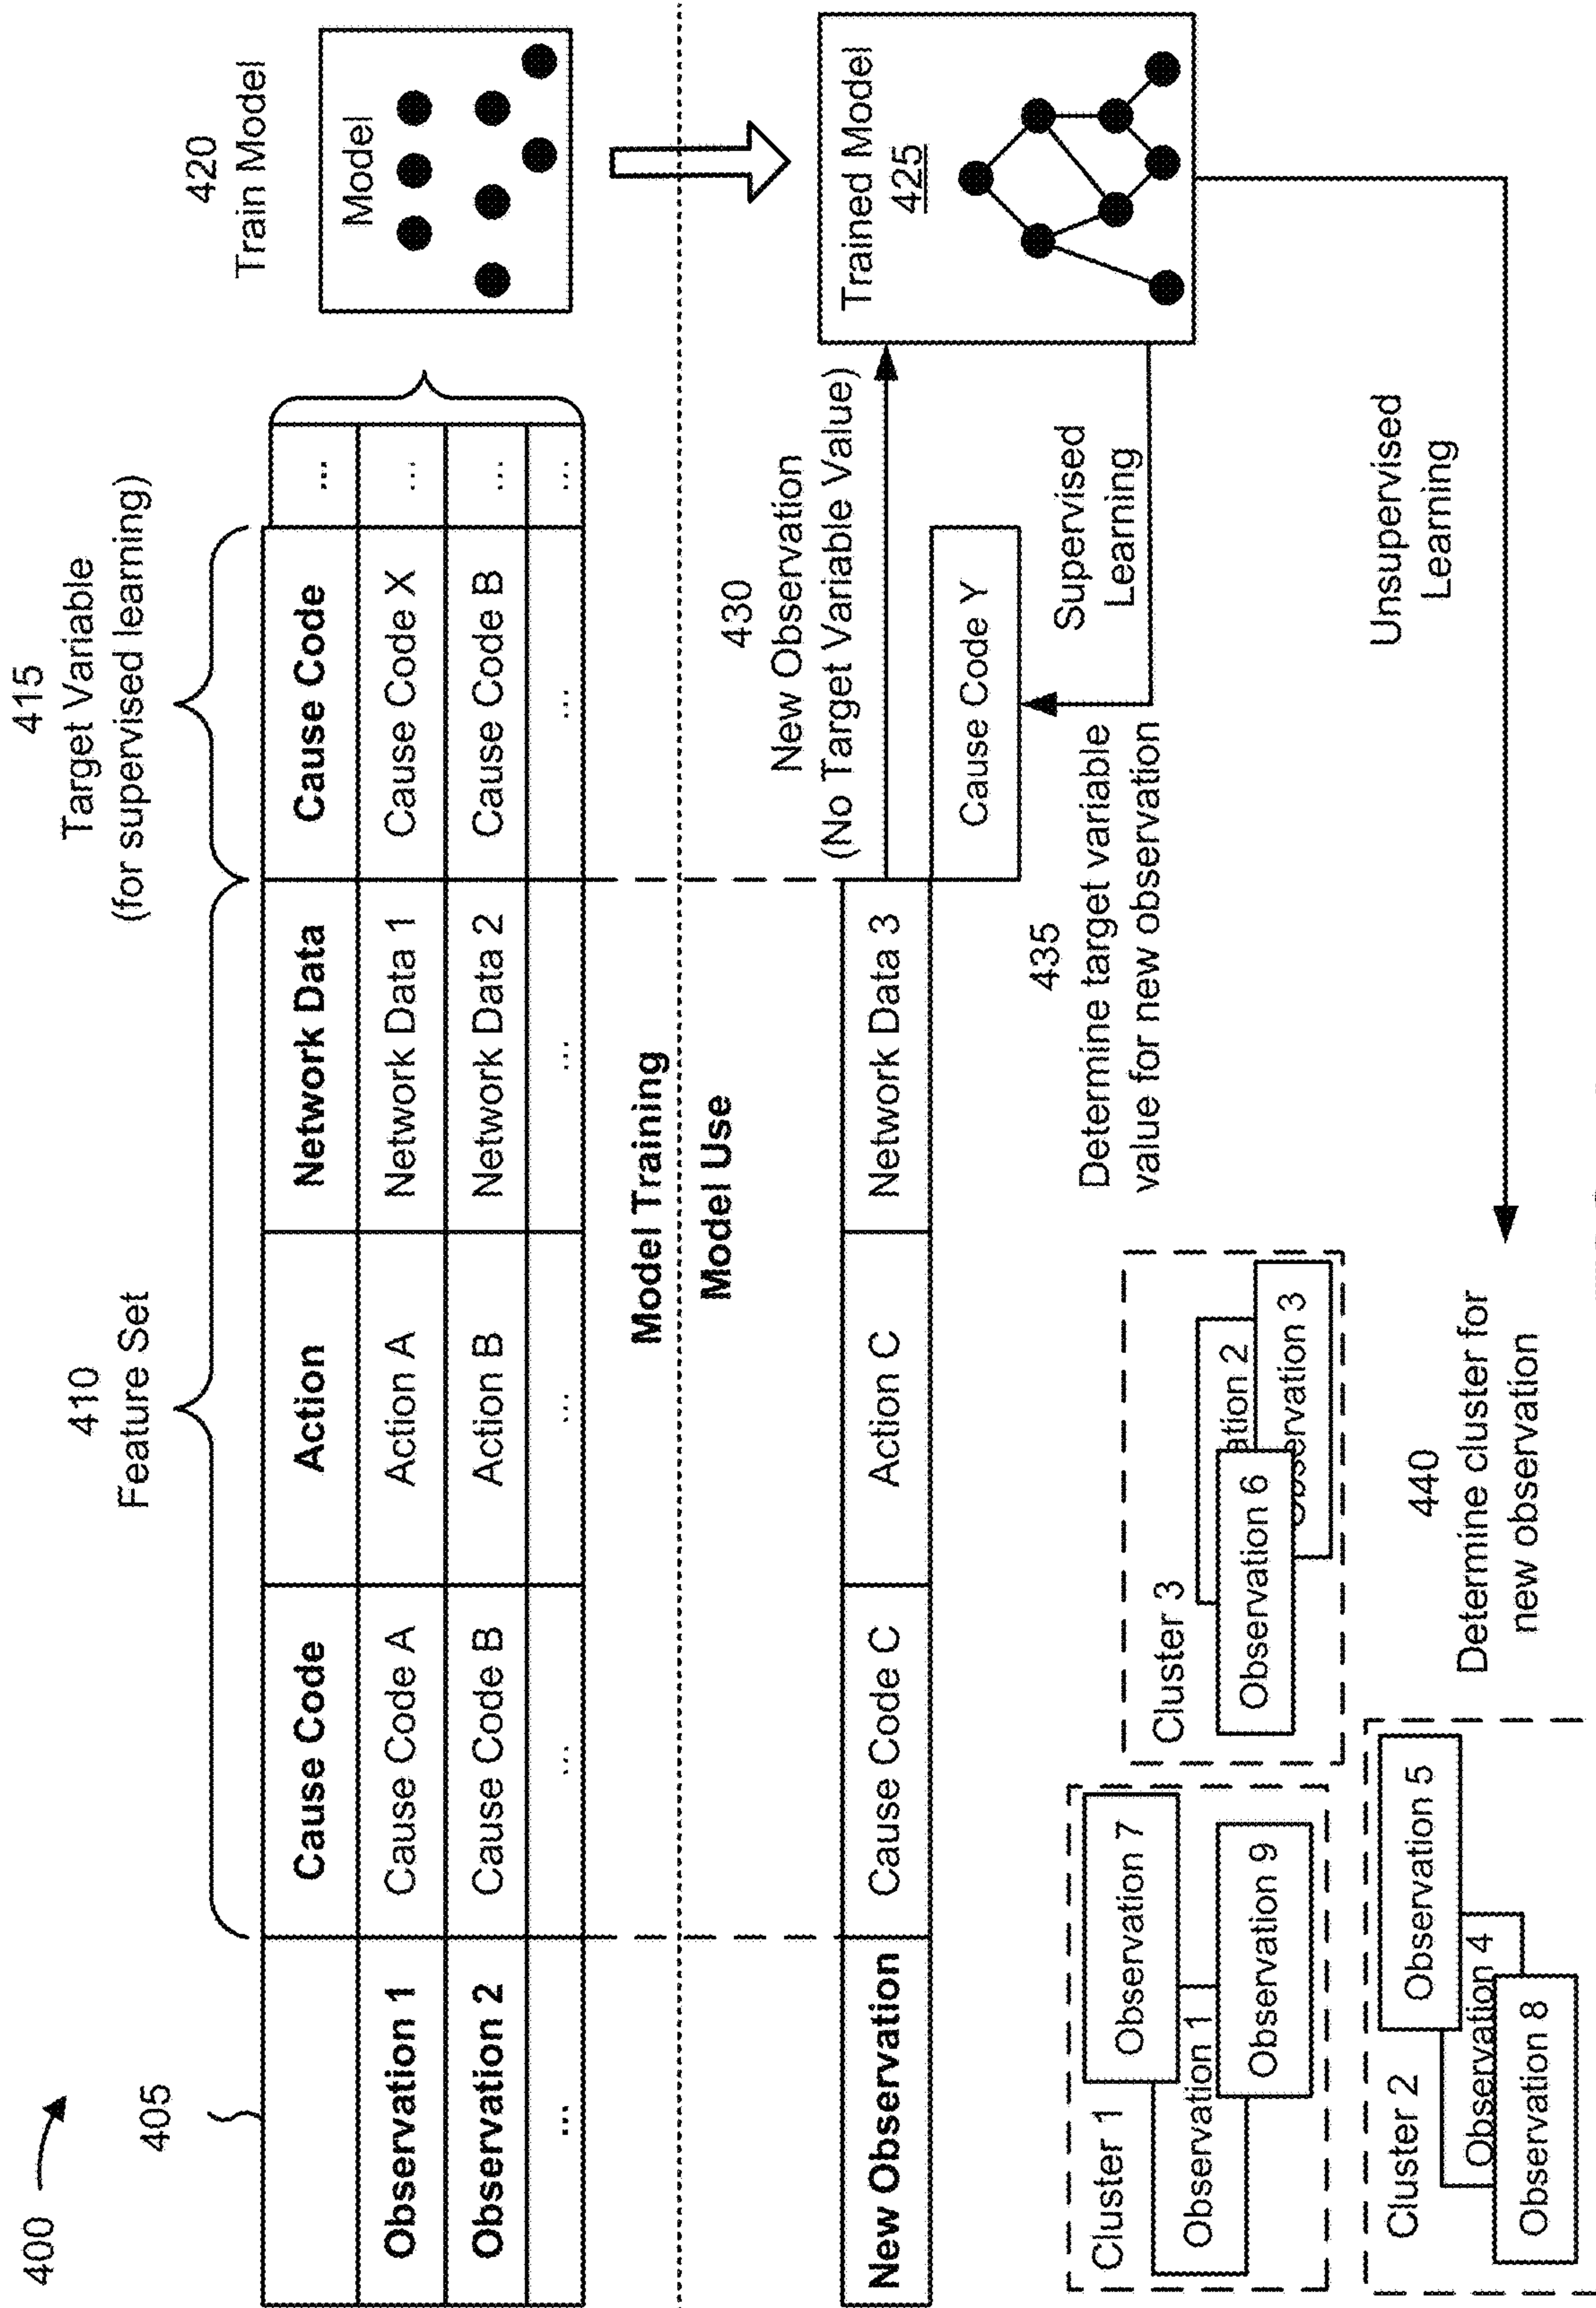 400
405
410
Feature Set
415
Target Variable
(for supervised learning)
420
Train Model
Cause Code Action Network Data Cause Code ...
Observation 1 Cause Code A Action A Network Data 1 Cause Code X ...
Observation 2 Cause Code B Action B Network Data 2 Cause Code B ...
... ... ... ... ... ...
Model
Model Training
Model Use
430
New Observation
(No Target Variable Value)
New Observation Cause Code C Action C Network Data 3
Cause Code Y
Trained Model
425
435
Determine target variable
value for new observation
Supervised
Learning
Unsupervised
Learning
Cluster 1
Observation 7
Observation 1
Observation 9
Cluster 3
ation 2
Observation 6
Observation 3
Cluster 2
Observation 5
Observation 4
Observation 8
440
Determine cluster for
new observation